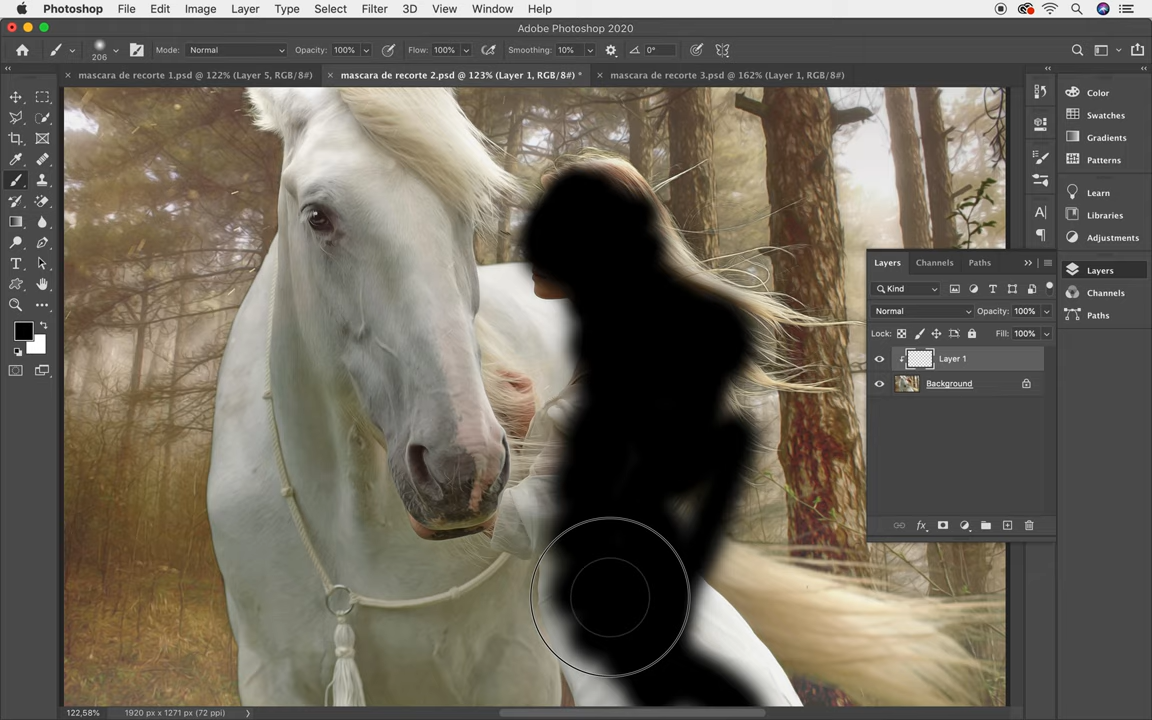 Photoshop File Edit Image Layer Type Select Filter 3D View Window Help
Adobe Photoshop 2020
206 Mode: Normal Opacity: 100% Flow: 100% Smoothing: 10% 0°
mascara de recorte 1.psd @ 122% (Layer 5, RGB/8#) mascara de recorte 2.psd @ 123% (Layer 1, RGB/8#) * mascara de recorte 3.psd @ 162% (Layer 1, RGB/8#)
Color
Swatches
Gradients
Patterns
Learn
Libraries
Adjustments
Layers
Channels
Paths
Layers Channels Paths
Kind
Normal Opacity: 100%
Lock: Fill: 100%
Layer 1
Background
122,58% 1920 px x 1271 px (72 ppi)